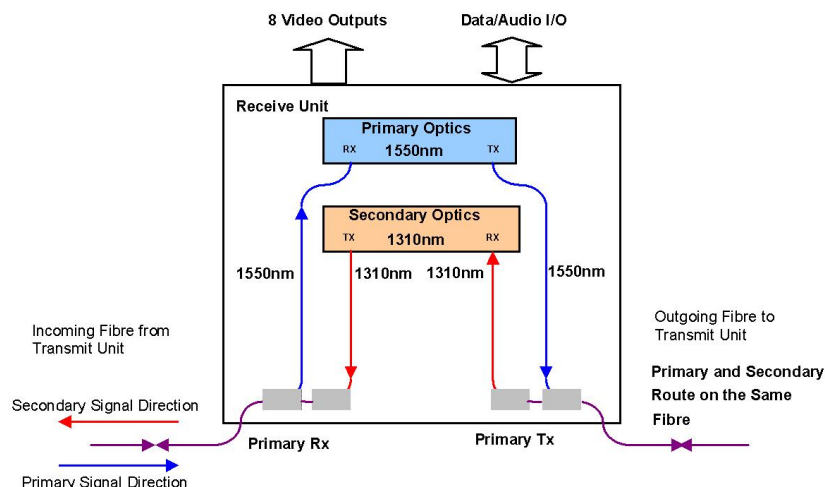 8 Video Outputs
Data/Audio I/O
Receive Unit
Primary Optics
RX 1550nm TX
Secondary Optics
TX 1310nm RX
1550nm
1310nm
1310nm
1550nm
Incoming Fibre from
Transmit Unit
Outgoing Fibre to
Transmit Unit
Primary and Secondary
Route on the Same
Fibre
Secondary Signal Direction
Primary Rx
Primary Tx
Primary Signal Direction